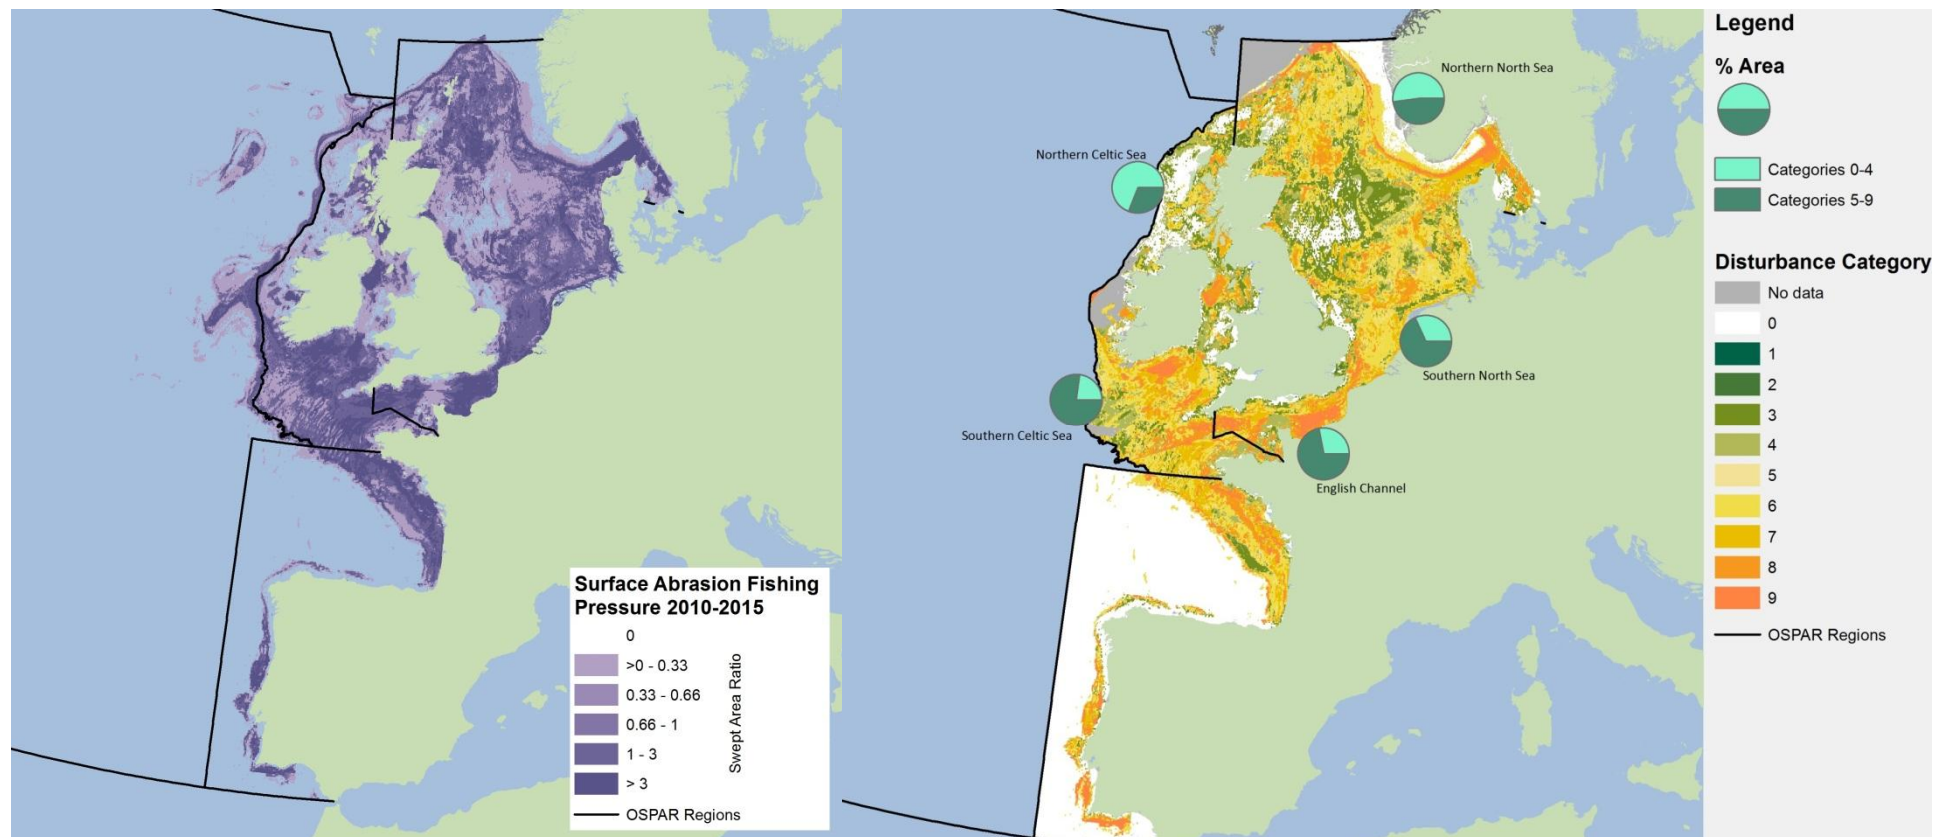 Surface Abrasion Fishing
Pressure 2010-2015
0
>0 - 0.33
0.33 - 0.66
0.66 - 1
1 - 3
> 3
Swept Area Ratio
OSPAR Regions
Northern North Sea
Northern Celtic Sea
Southern North Sea
Southern Celtic Sea
English Channel
Legend
% Area
Categories 0-4
Categories 5-9
Disturbance Category
No data
0
1
2
3
4
5
6
7
8
9
OSPAR Regions